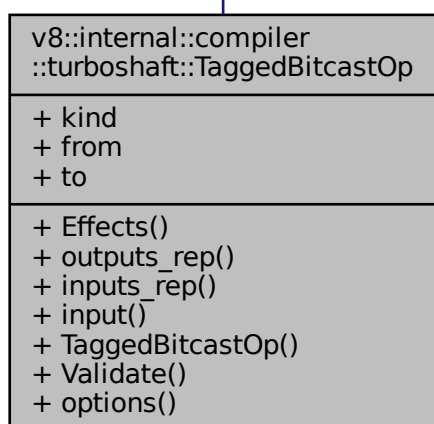 v8::internal::compiler
::turboshaft::TaggedBitcastOp
+ kind
+ from
+ to
+ Effects()
+ outputs_rep()
+ inputs_rep()
+ input()
+ TaggedBitcastOp()
+ Validate()
+ options()